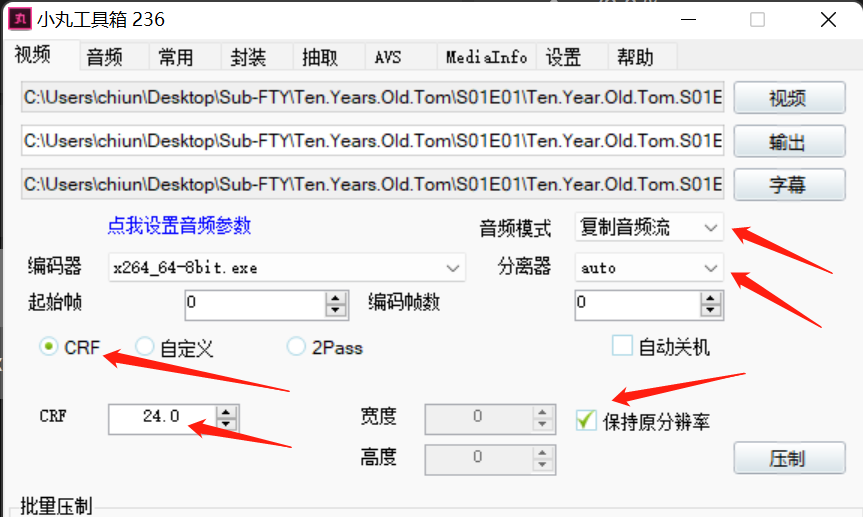 小丸工具箱 236
视频 音频 常用 封装 抽取 AVS MediaInfo 设置 帮助
C:\Users\chiun\Desktop\Sub-FTY\Ten.Years.Old.Tom\S01E01\Ten.Year.Old.Tom.S01E 视频
C:\Users\chiun\Desktop\Sub-FTY\Ten.Years.Old.Tom\S01E01\Ten.Year.Old.Tom.S01E 输出
C:\Users\chiun\Desktop\Sub-FTY\Ten.Years.Old.Tom\S01E01\Ten.Year.Old.Tom.S01E 字幕
点我设置音频参数 音频模式 复制音频流
编码器 x264_64-8bit.exe 分离器 auto
起始帧 0 编码帧数 0
CRF 自定义 2Pass 自动关机
CRF 24.0 宽度 0 保持原分辨率
高度 0 压制
批量压制